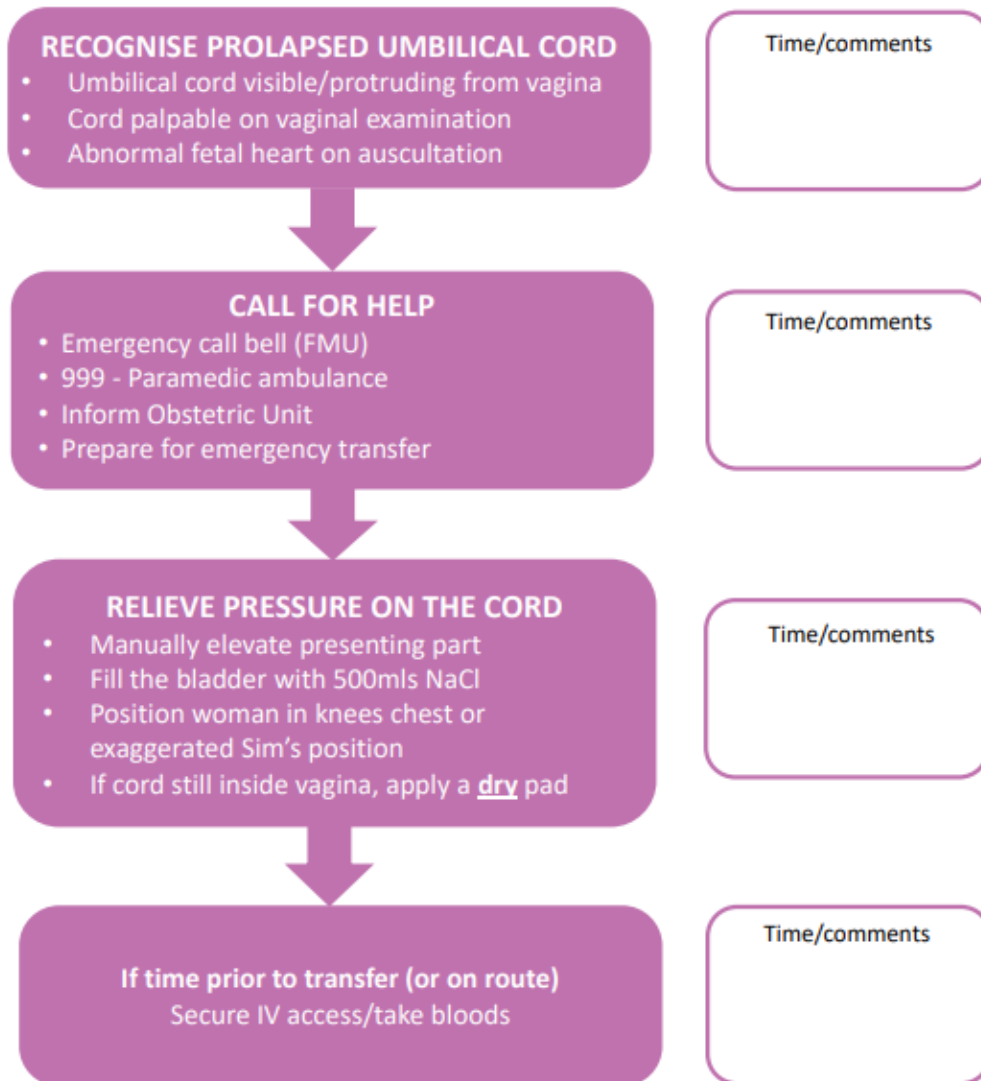 RECOGNISE PROLAPSED UMBILICAL CORD
• Umbilical cord visible/protruding from vagina
• Cord palpable on vaginal examination
• Abnormal fetal heart on auscultation
Time/comments
CALL FOR HELP
• Emergency call bell (FMU)
• 999 - Paramedic ambulance
• Inform Obstetric Unit
• Prepare for emergency transfer
Time/comments
RELIEVE PRESSURE ON THE CORD
• Manually elevate presenting part
• Fill the bladder with 500mls NaCl
• Position woman in knees chest or
exaggerated Sim's position
• If cord still inside vagina, apply a dry pad
Time/comments
If time prior to transfer (or on route)
Secure IV access/take bloods
Time/comments